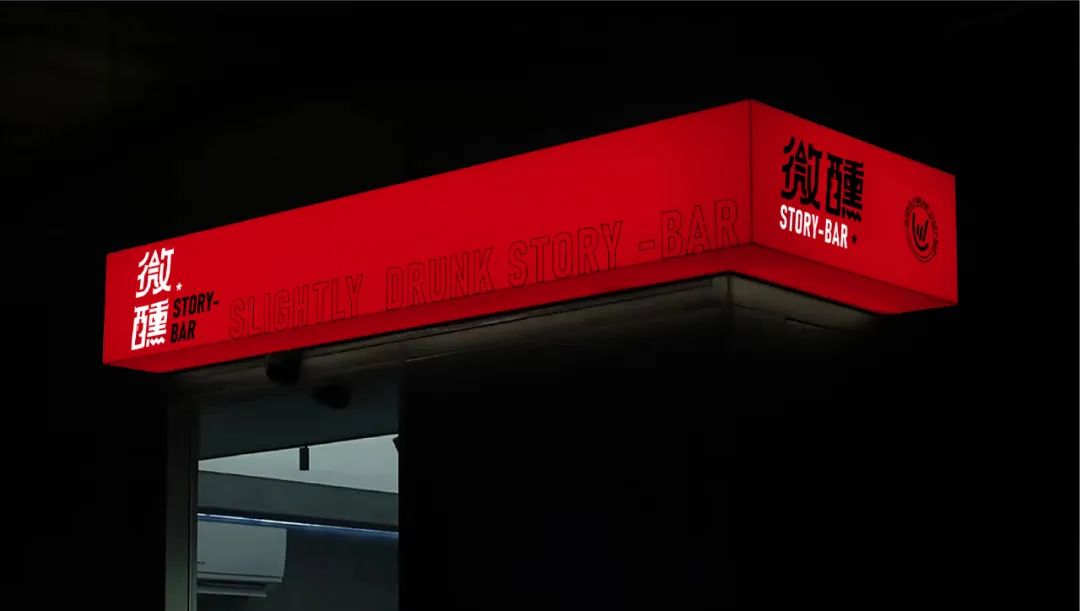 微
醺
STORY-
BAR
SLIGHTLY DRUNK STORY -BAR
微醺
STORY-BAR